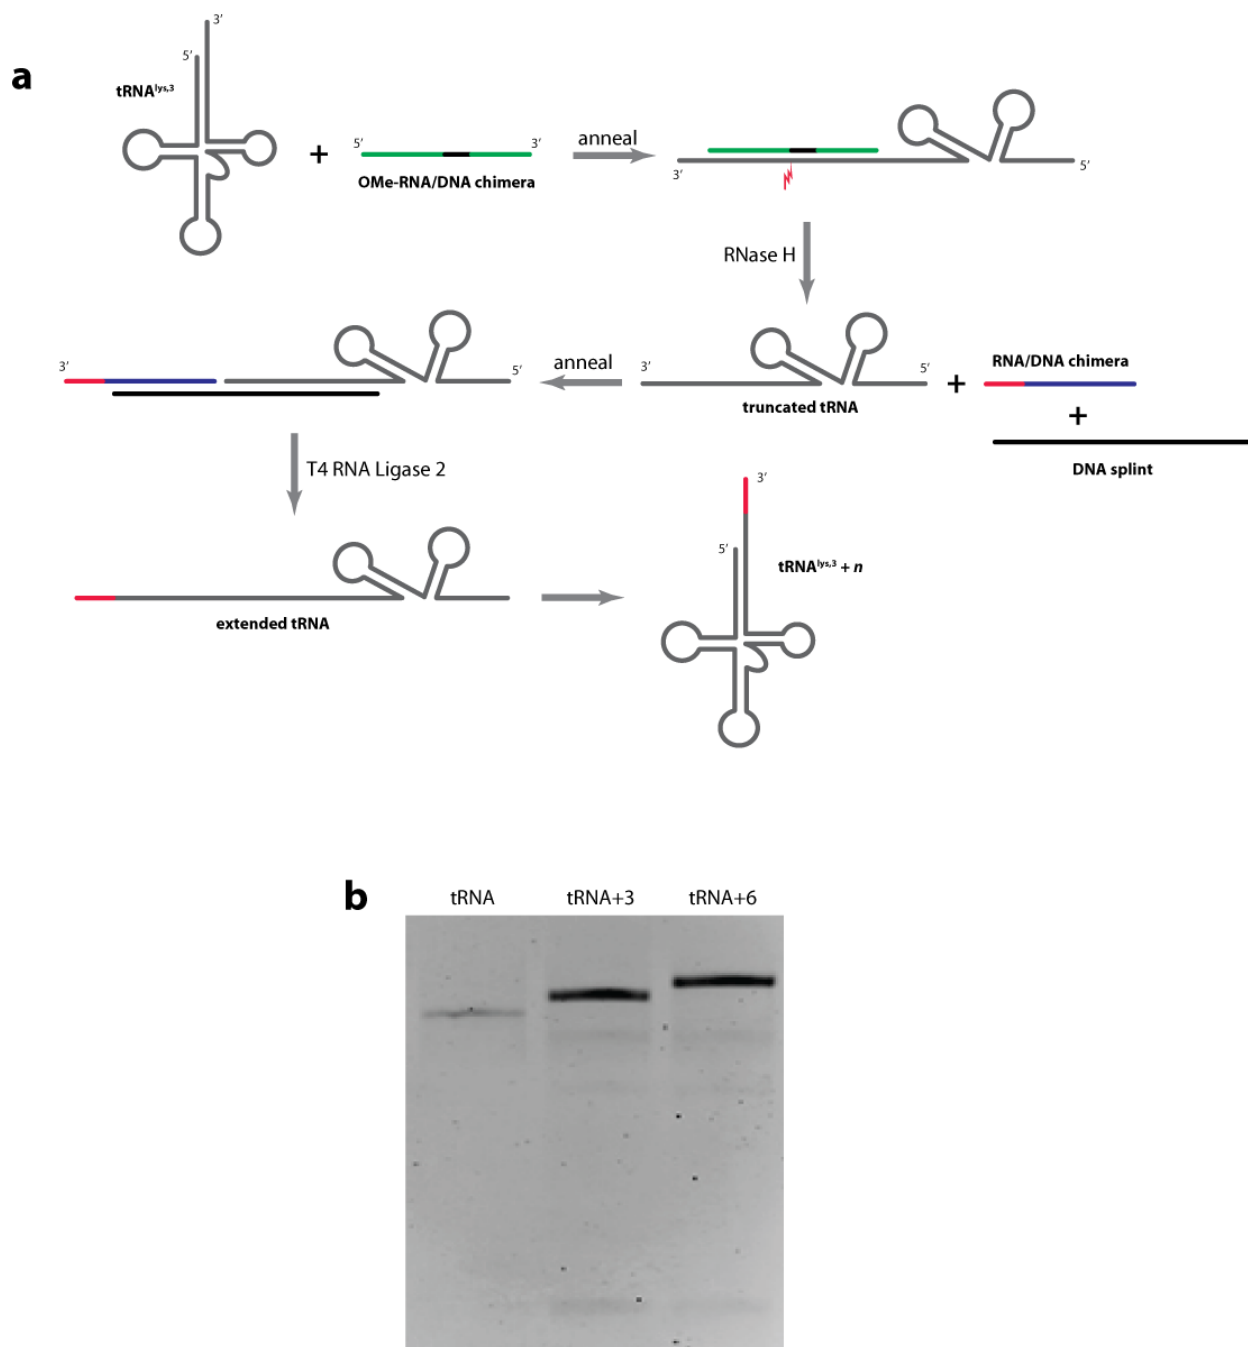 a
3′
5′
tRNAlys,3
+
5′
3′
OMe-RNA/DNA chimera
anneal
3′
5′
RNase H
3′
5′
anneal
3′
5′
truncated tRNA
+
RNA/DNA chimera
+
DNA splint
T4 RNA Ligase 2
extended tRNA
3′
5′
tRNAlys,3 + n
b
tRNA
tRNA+3
tRNA+6